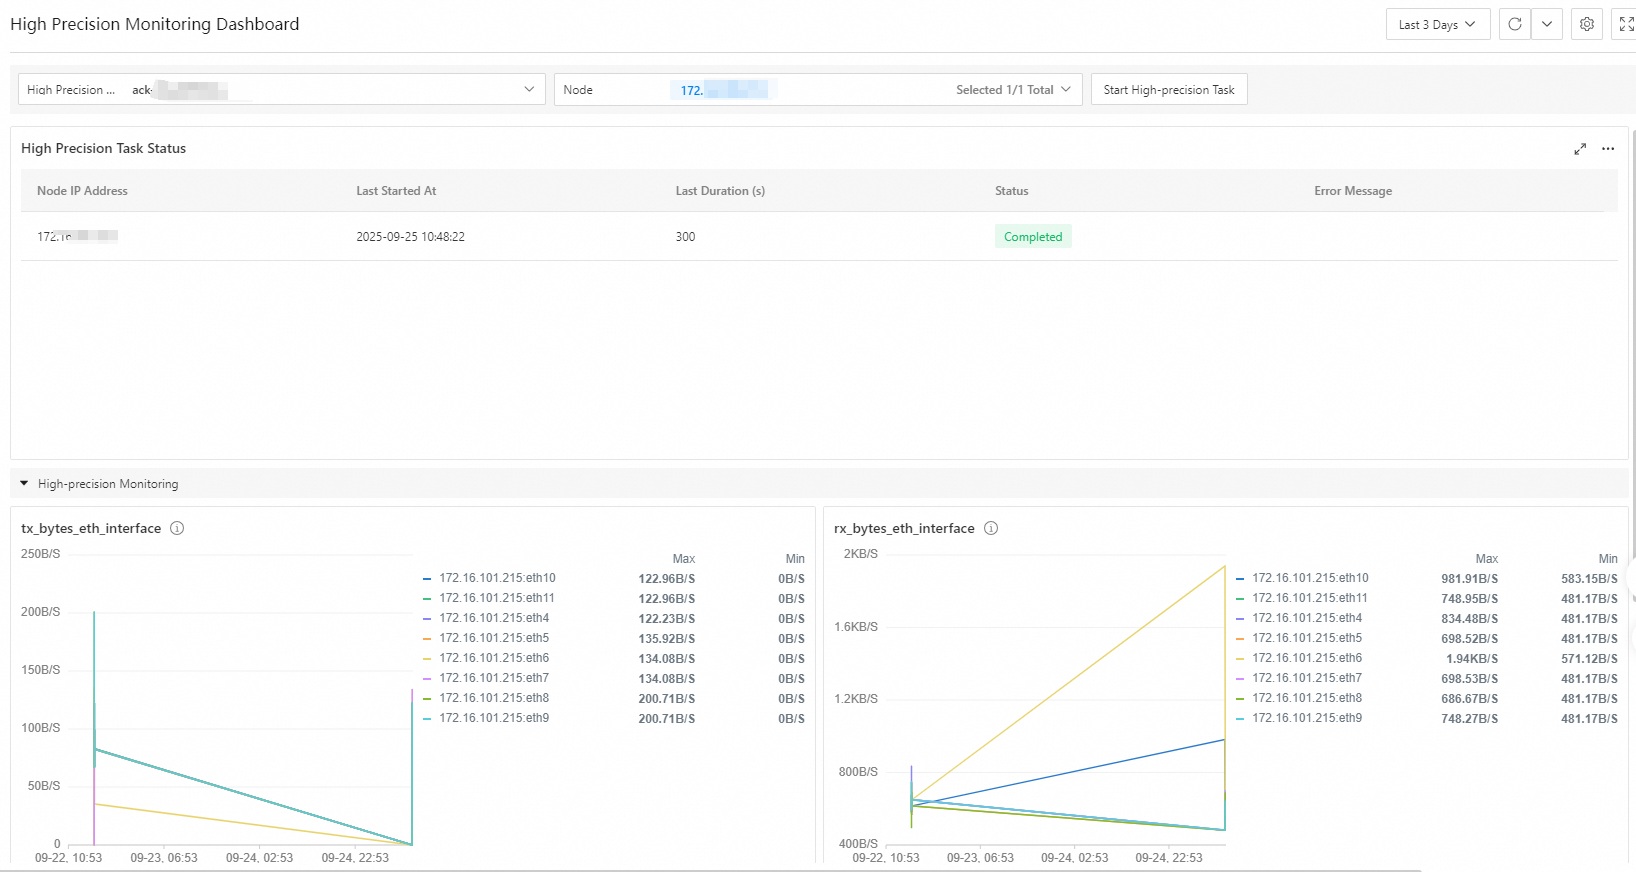 High Precision Monitoring Dashboard
Last 3 Days
High Precision ... ack-
Node 172. Selected 1/1 Total
Start High-precision Task
High Precision Task Status
Node IP Address Last Started At Last Duration (s) Status Error Message
172.16 2025-09-25 10:48:22 300 Completed
High-precision Monitoring
tx_bytes_eth_interface
250B/S
200B/S
150B/S
100B/S
50B/S
0
09-22, 10:53 09-23, 06:53 09-24, 02:53 09-24, 22:53
Max Min
172.16.101.215:eth10 122.96B/S 0B/S
172.16.101.215:eth11 122.96B/S 0B/S
172.16.101.215:eth4 122.23B/S 0B/S
172.16.101.215:eth5 135.92B/S 0B/S
172.16.101.215:eth6 134.08B/S 0B/S
172.16.101.215:eth7 134.08B/S 0B/S
172.16.101.215:eth8 200.71B/S 0B/S
172.16.101.215:eth9 200.71B/S 0B/S
rx_bytes_eth_interface
2KB/S
1.6KB/S
1.2KB/S
800B/S
400B/S
09-22, 10:53 09-23, 06:53 09-24, 02:53 09-24, 22:53
Max Min
172.16.101.215:eth10 981.91B/S 583.15B/S
172.16.101.215:eth11 748.95B/S 481.17B/S
172.16.101.215:eth4 834.48B/S 481.17B/S
172.16.101.215:eth5 698.52B/S 481.17B/S
172.16.101.215:eth6 1.94KB/S 571.12B/S
172.16.101.215:eth7 698.53B/S 481.17B/S
172.16.101.215:eth8 686.67B/S 481.17B/S
172.16.101.215:eth9 748.27B/S 481.17B/S